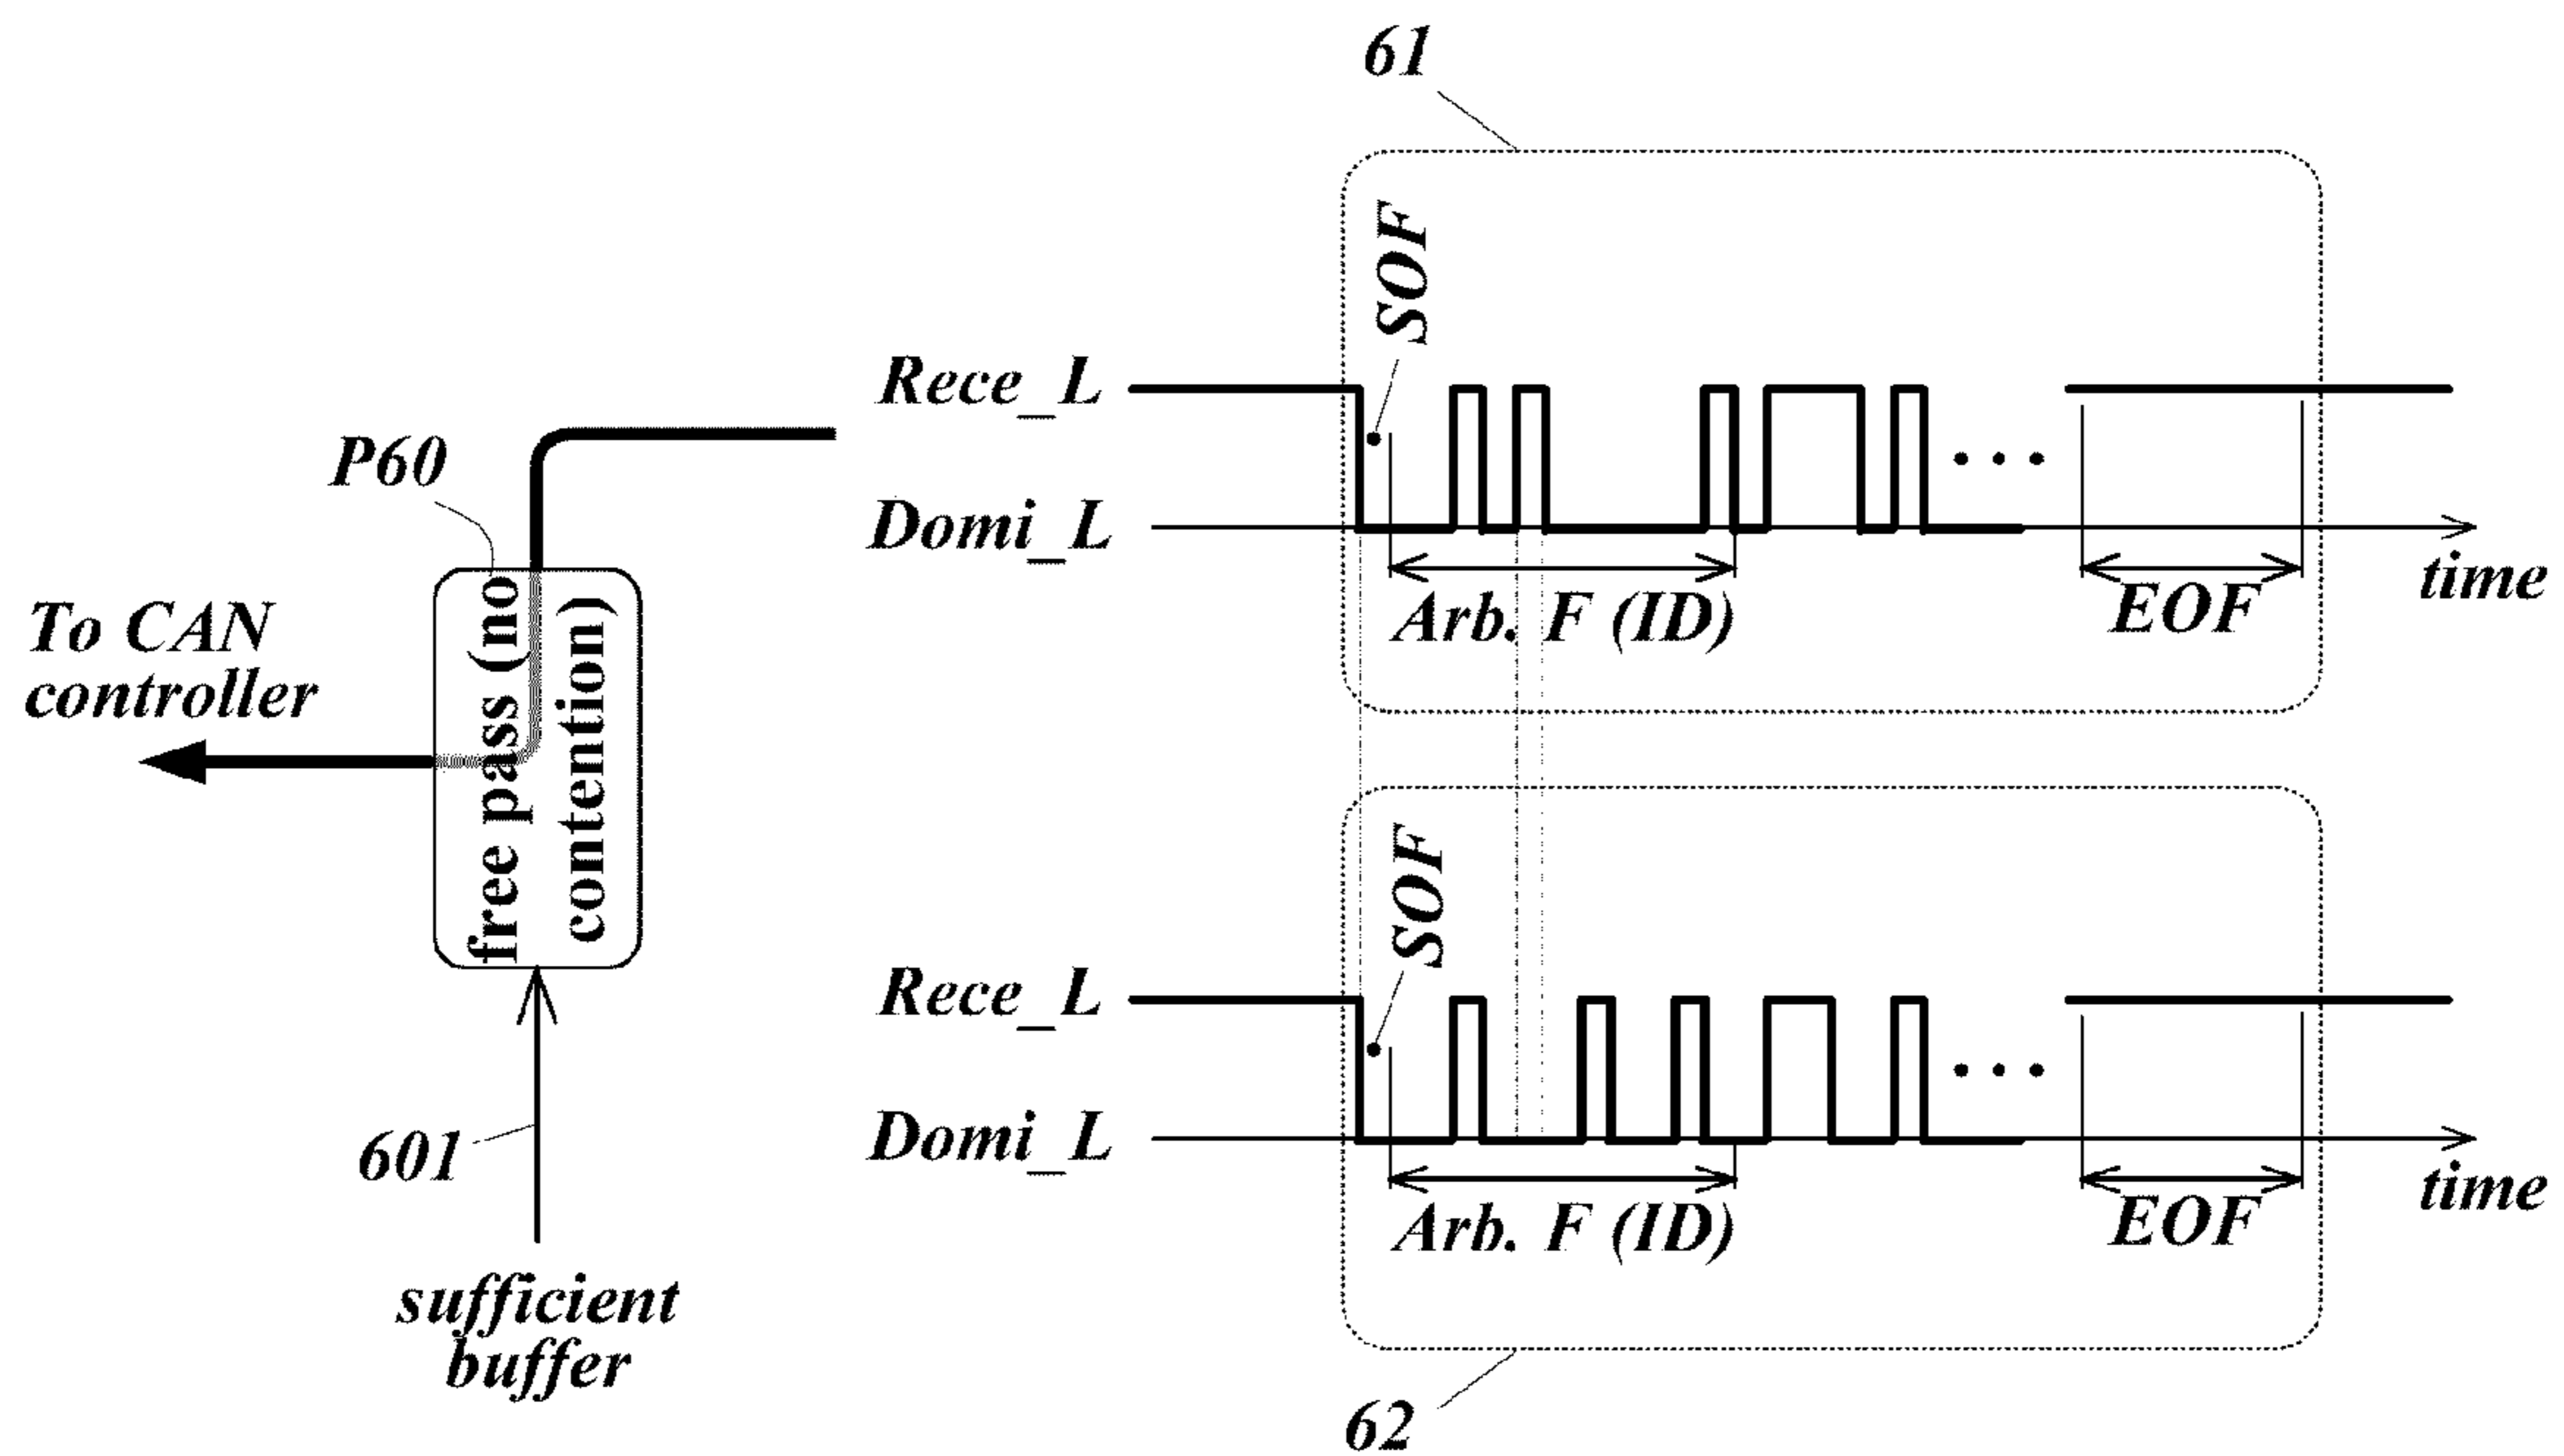 61
SOF
Rece_L
P60
Domi_L
time
Arb. F (ID)
EOF
To CAN
controller
free pass (no
contention)
SOF
Rece_L
Domi_L
601
time
Arb. F (ID)
EOF
sufficient
buffer
62